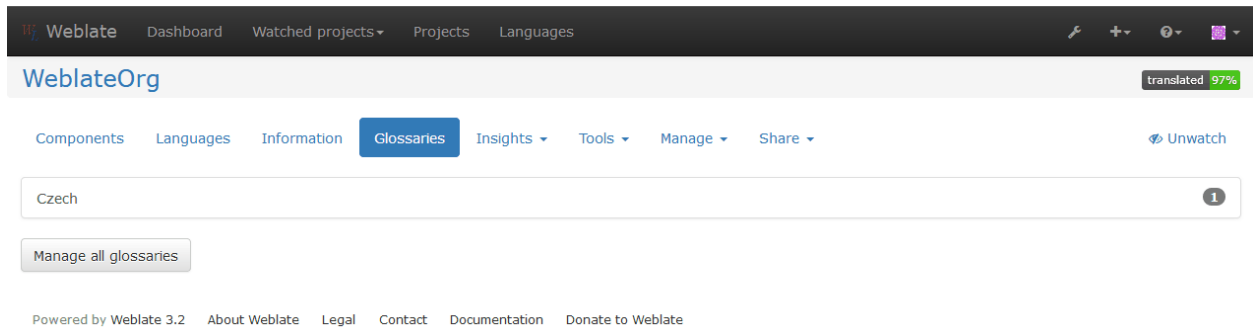 Weblate Dashboard Watched projects Projects Languages
WeblateOrg translated 97%
Components Languages Information Glossaries Insights Tools Manage Share Unwatch
Czech 1
Manage all glossaries
Powered by Weblate 3.2 About Weblate Legal Contact Documentation Donate to Weblate